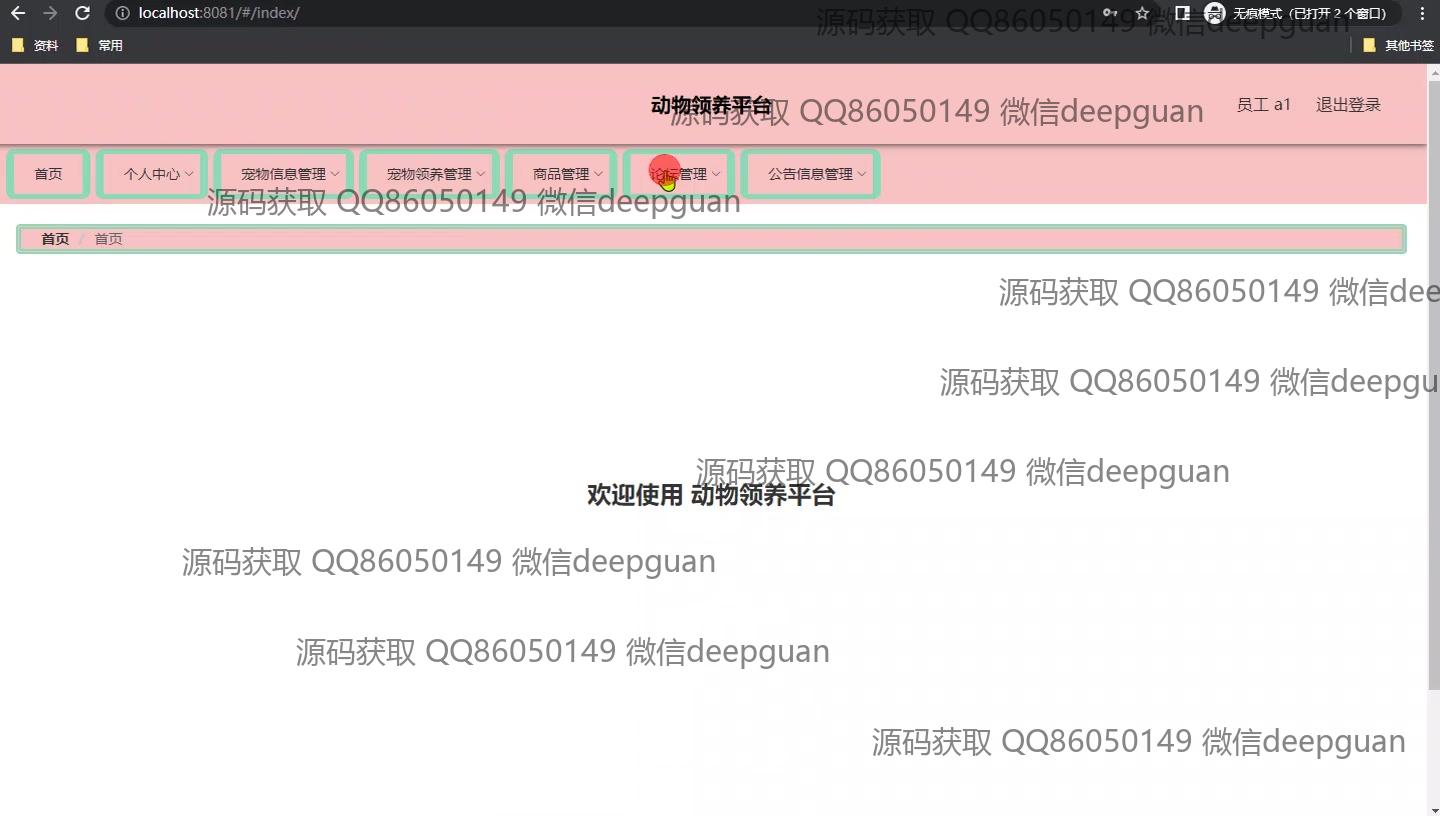 localhost:8081/#/index/
无痕模式（已打开 2 个窗口）
源码获取 QQ86050149 微信deepguan
资料 常用 其他书签
动物领养平台
源码获取 QQ86050149 微信deepguan
员工 a1 退出登录
首页 个人中心 宠物信息管理 宠物领养管理 商品管理 论坛管理 公告信息管理
源码获取 QQ86050149 微信deepguan
首页 / 首页
源码获取 QQ86050149 微信dee
源码获取 QQ86050149 微信deepgu
源码获取 QQ86050149 微信deepguan
欢迎使用 动物领养平台
源码获取 QQ86050149 微信deepguan
源码获取 QQ86050149 微信deepguan
源码获取 QQ86050149 微信deepguan